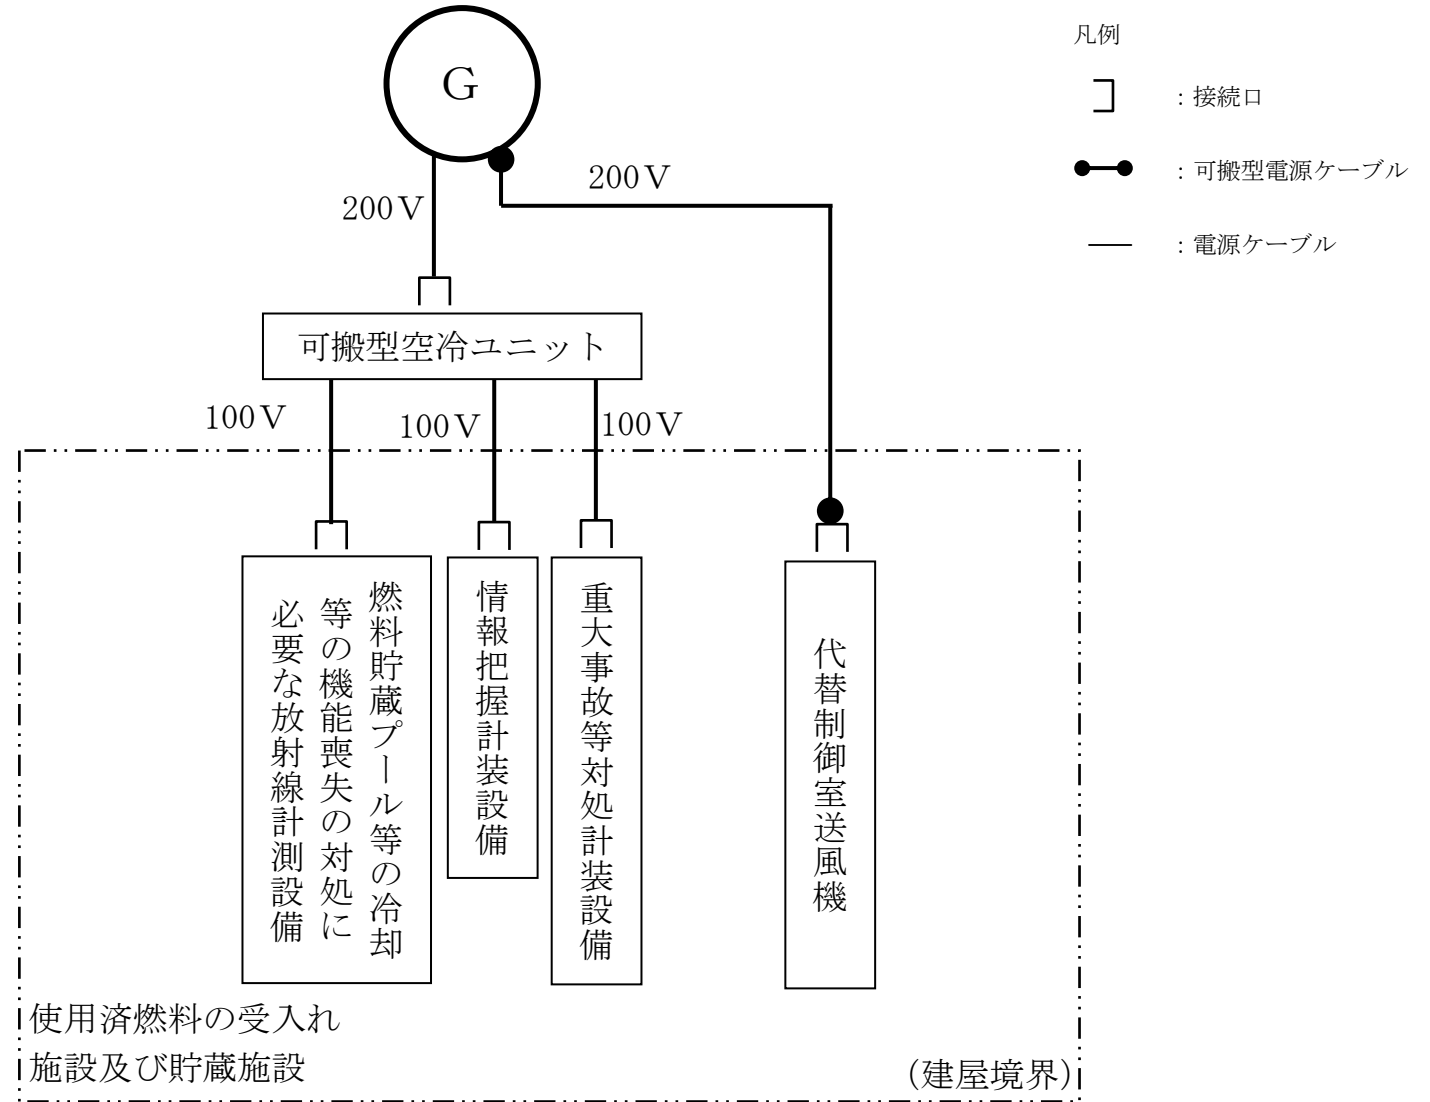 G
凡例
：接続口
：可搬型電源ケーブル
：電源ケーブル
200V
200V
可搬型空冷ユニット
100V
100V
100V
燃料貯蔵プール等の冷却
等の機能喪失の対処に
必要な放射線計測設備
情報把握計装設備
重大事故等対処計装設備
代替制御室送風機
使用済燃料の受入れ
施設及び貯蔵施設
(建屋境界)